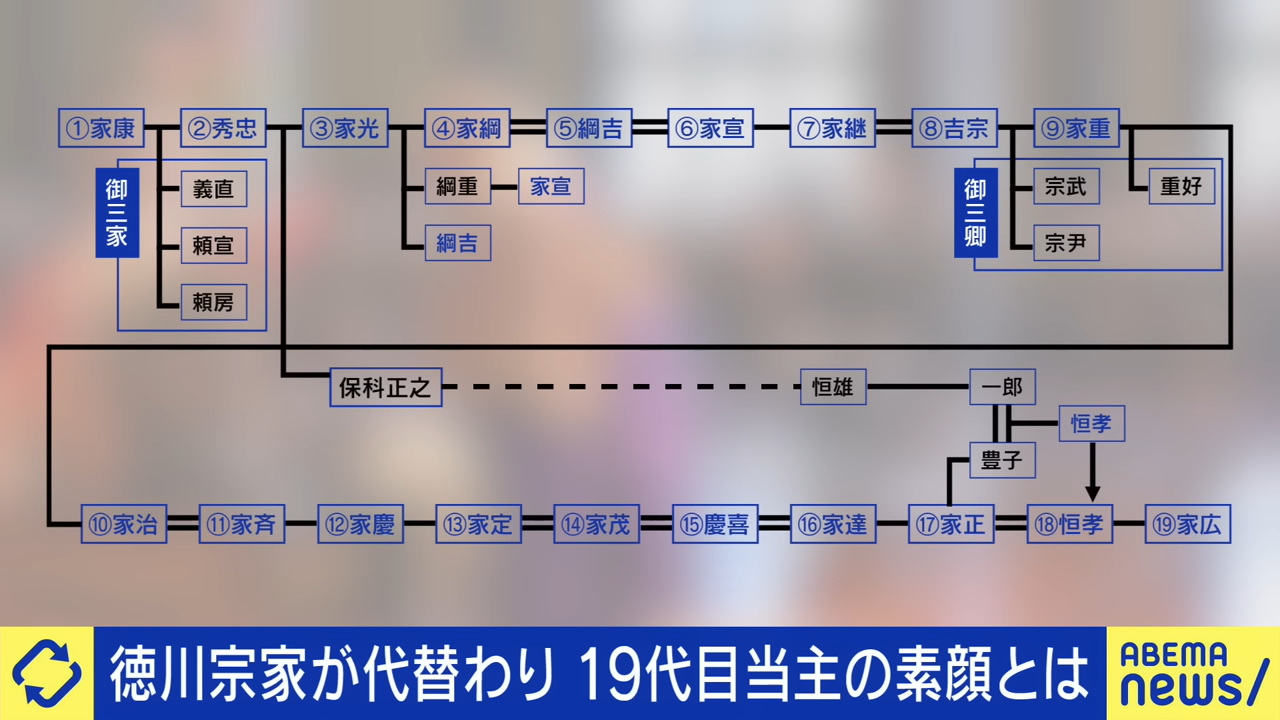 ①家康 ②秀忠 ③家光 ④家綱 ⑤綱吉 ⑥家宣 ⑦家継 ⑧吉宗 ⑨家重
御三家
義直
頼宣
頼房
綱重 家宣
綱吉
御三卿
宗武 重好
宗尹
保科正之 恒雄 一郎
恒孝
豊子
⑩家治 ⑪家斉 ⑫家慶 ⑬家定 ⑭家茂 ⑮慶喜 ⑯家達 ⑰家正 ⑱恒孝 ⑲家広
徳川宗家が代替わり 19代目当主の素顔とは
ABEMA
news/